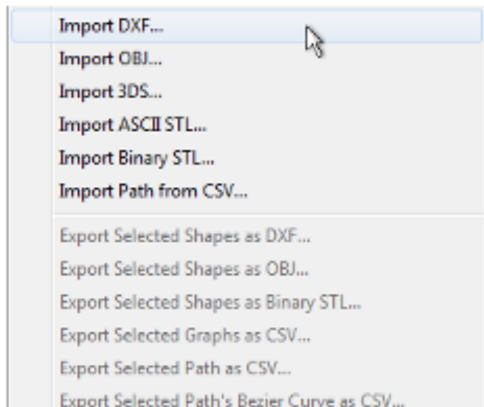 Import DXF...
Import OBJ...
Import 3DS...
Import ASCII STL...
Import Binary STL...
Import Path from CSV...
Export Selected Shapes as DXF...
Export Selected Shapes as OBJ...
Export Selected Shapes as Binary STL...
Export Selected Graphs as CSV...
Export Selected Path as CSV...
Export Selected Path's Bezier Curve as CSV...